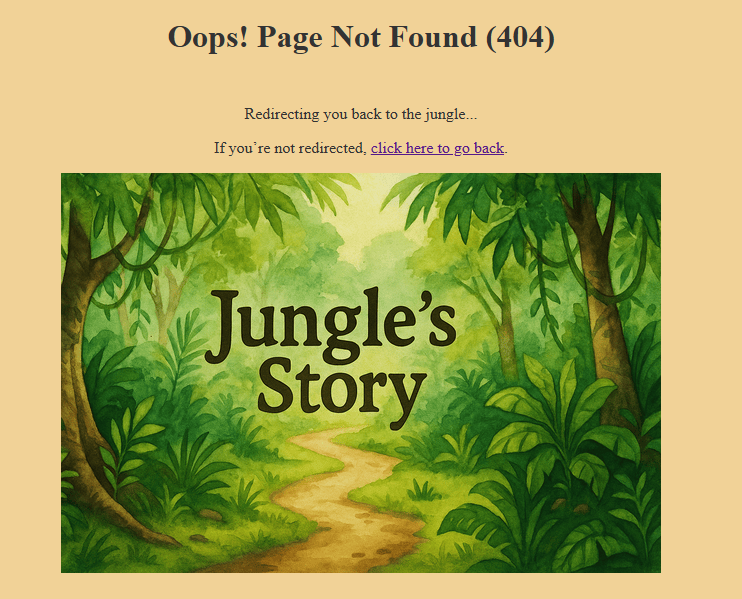 Oops! Page Not Found (404)
Redirecting you back to the jungle...
If you’re not redirected, click here to go back.
Jungle’s
Story